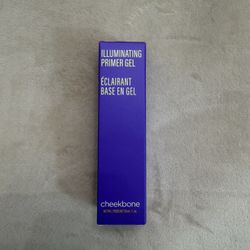 ILLUMINATING
PRIMER GEL
ÉCLAIRANT
BASE EN GEL
cheekbone